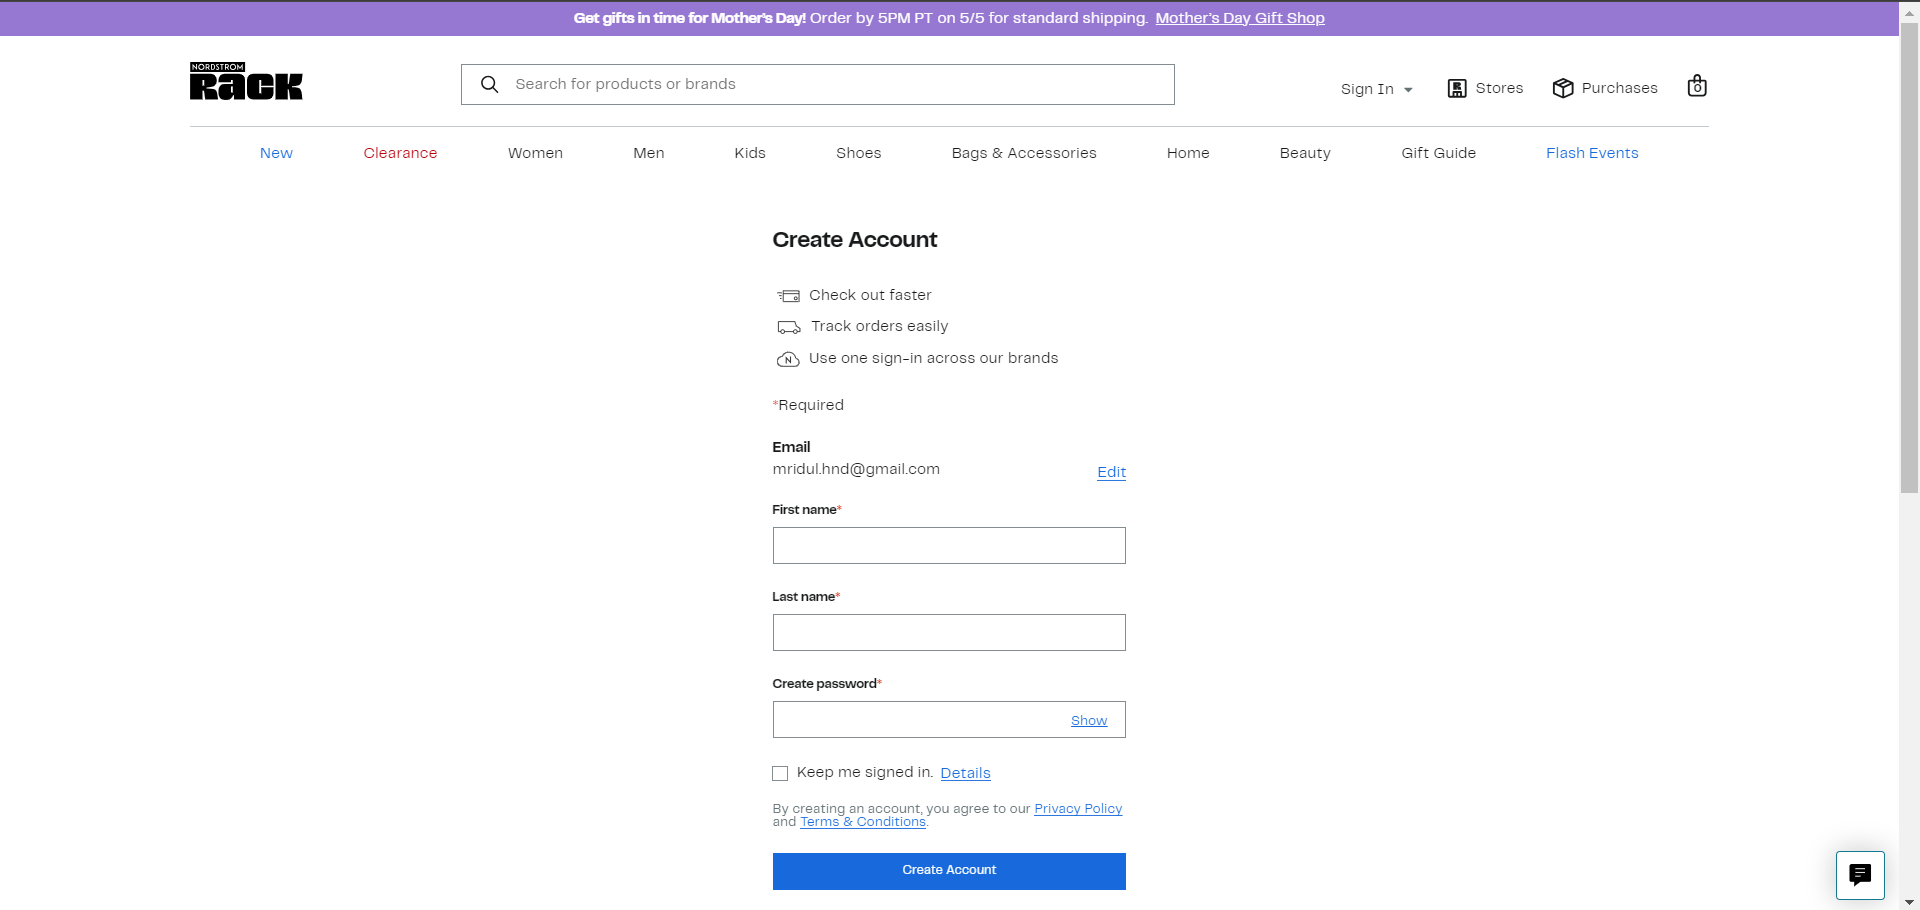 Get gifts in time for Mother's Day! Order by 5PM PT on 5/5 for standard shipping. Mother's Day Gift Shop
NORDSTROM
Rack
Search for products or brands
Sign In
Stores
Purchases
0
New
Clearance
Women
Men
Kids
Shoes
Bags & Accessories
Home
Beauty
Gift Guide
Flash Events
Create Account
Check out faster
Track orders easily
N
Use one sign-in across our brands
*Required
Email
mridul.hnd@gmail.com
Edit
First name*
Last name*
Create password*
Show
Keep me signed in. Details
By creating an account, you agree to our Privacy Policy
and Terms & Conditions.
Create Account